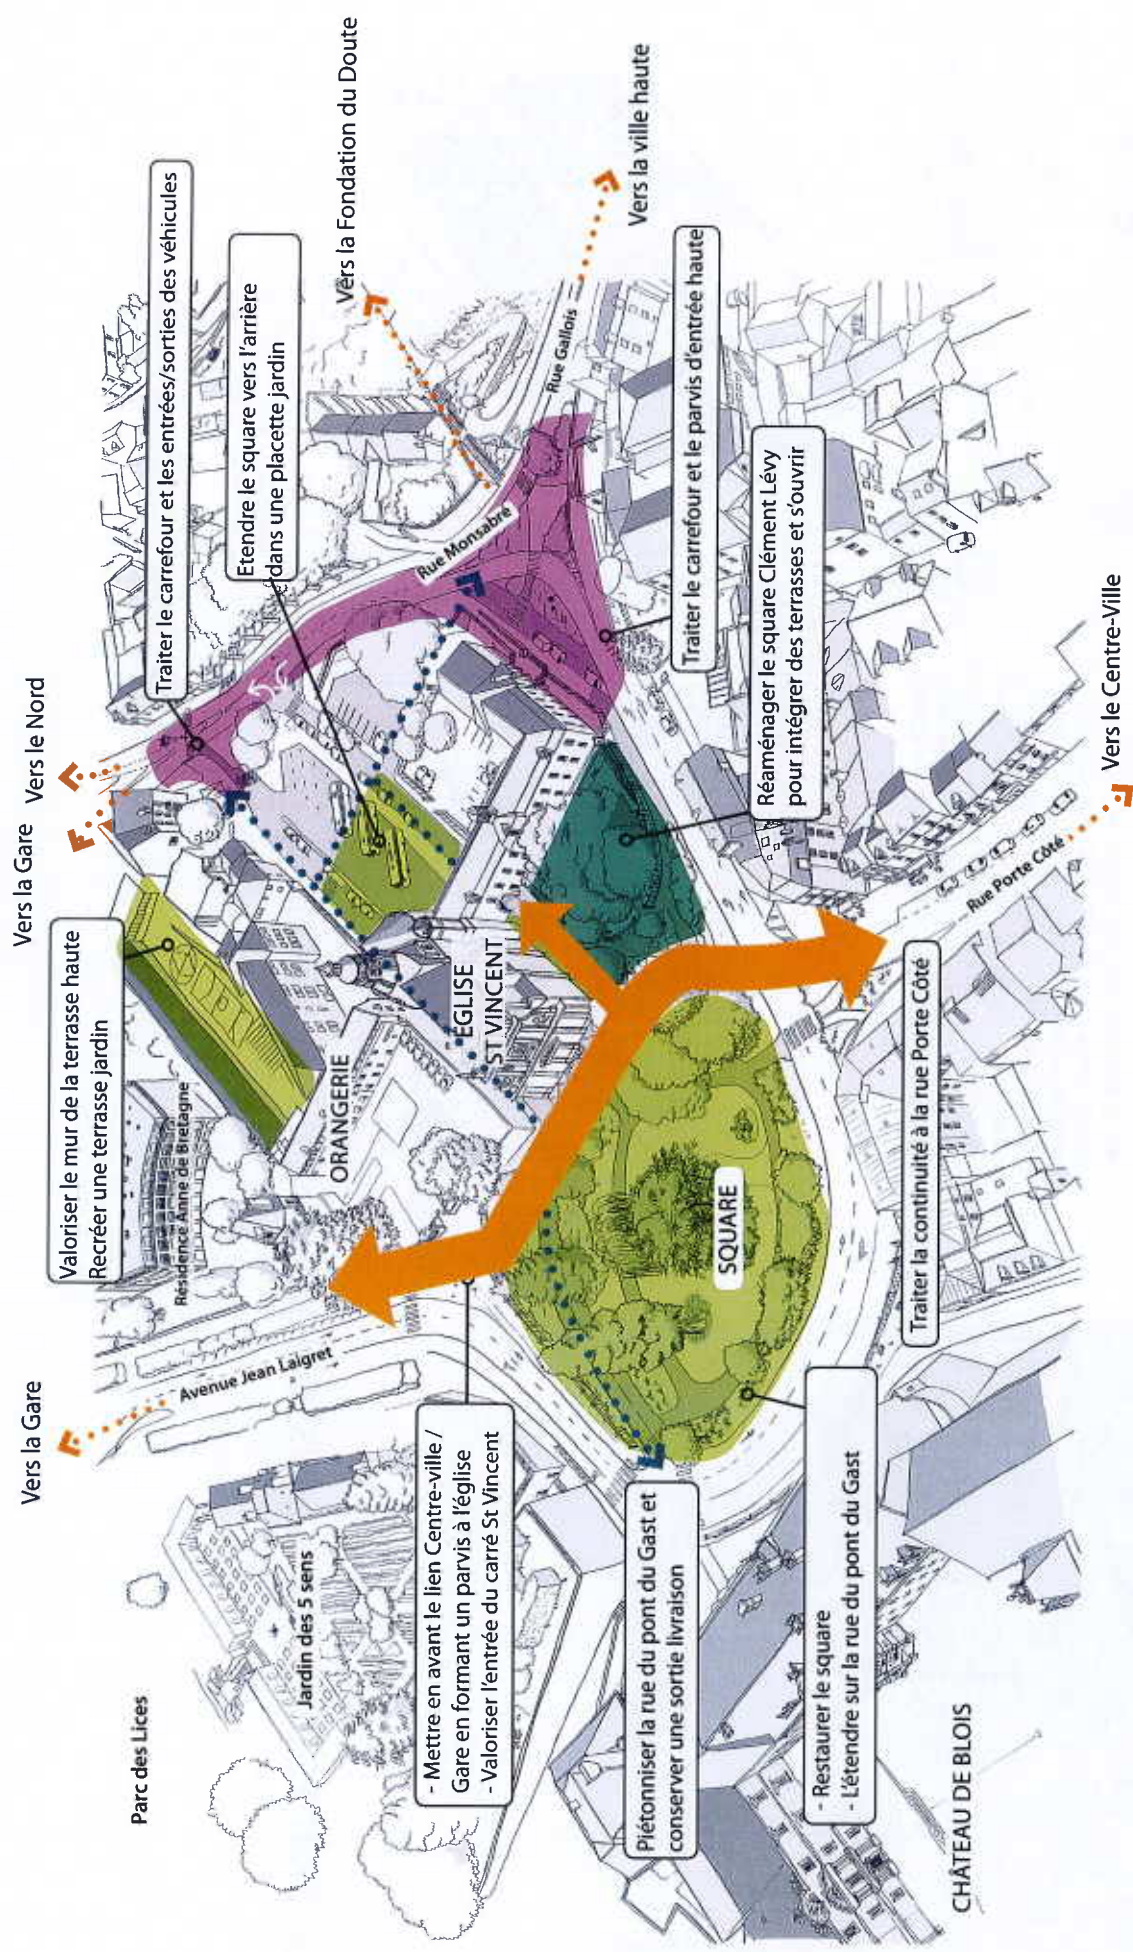 Vers la Gare
Vers la Gare
Vers le Nord
Valoriser le mur de la terrasse haute
Recréer une terrasse jardin
Traiter le carrefour et les entrées/sorties des véhicules
Etendre le square vers l'arrière
dans une placette jardin
Vers la Fondation du Doute
Parc des Lices
Résidence Anne de Bretagne
Avenue Jean Laigret
Jardin des 5 sens
ORANGERIE
ÉGLISE
ST VINCENT
Rue Monsabre
Rue Gallois
Vers la ville haute
- Mettre en avant le lien Centre-ville /
Gare en formant un parvis à l'église
- Valoriser l'entrée du carré St Vincent
Traiter le carrefour et le parvis d'entrée haute
Piétonniser la rue du pont du Gast et
conserver une sortie livraison
SQUARE
Réaménager le square Clément Lévy
pour intégrer des terrasses et s'ouvrir
- Restaurer le square
- L'étendre sur la rue du pont du Gast
Traiter la continuité à la rue Porte Côté
Rue Porte Côté
CHÂTEAU DE BLOIS
Vers le Centre-Ville